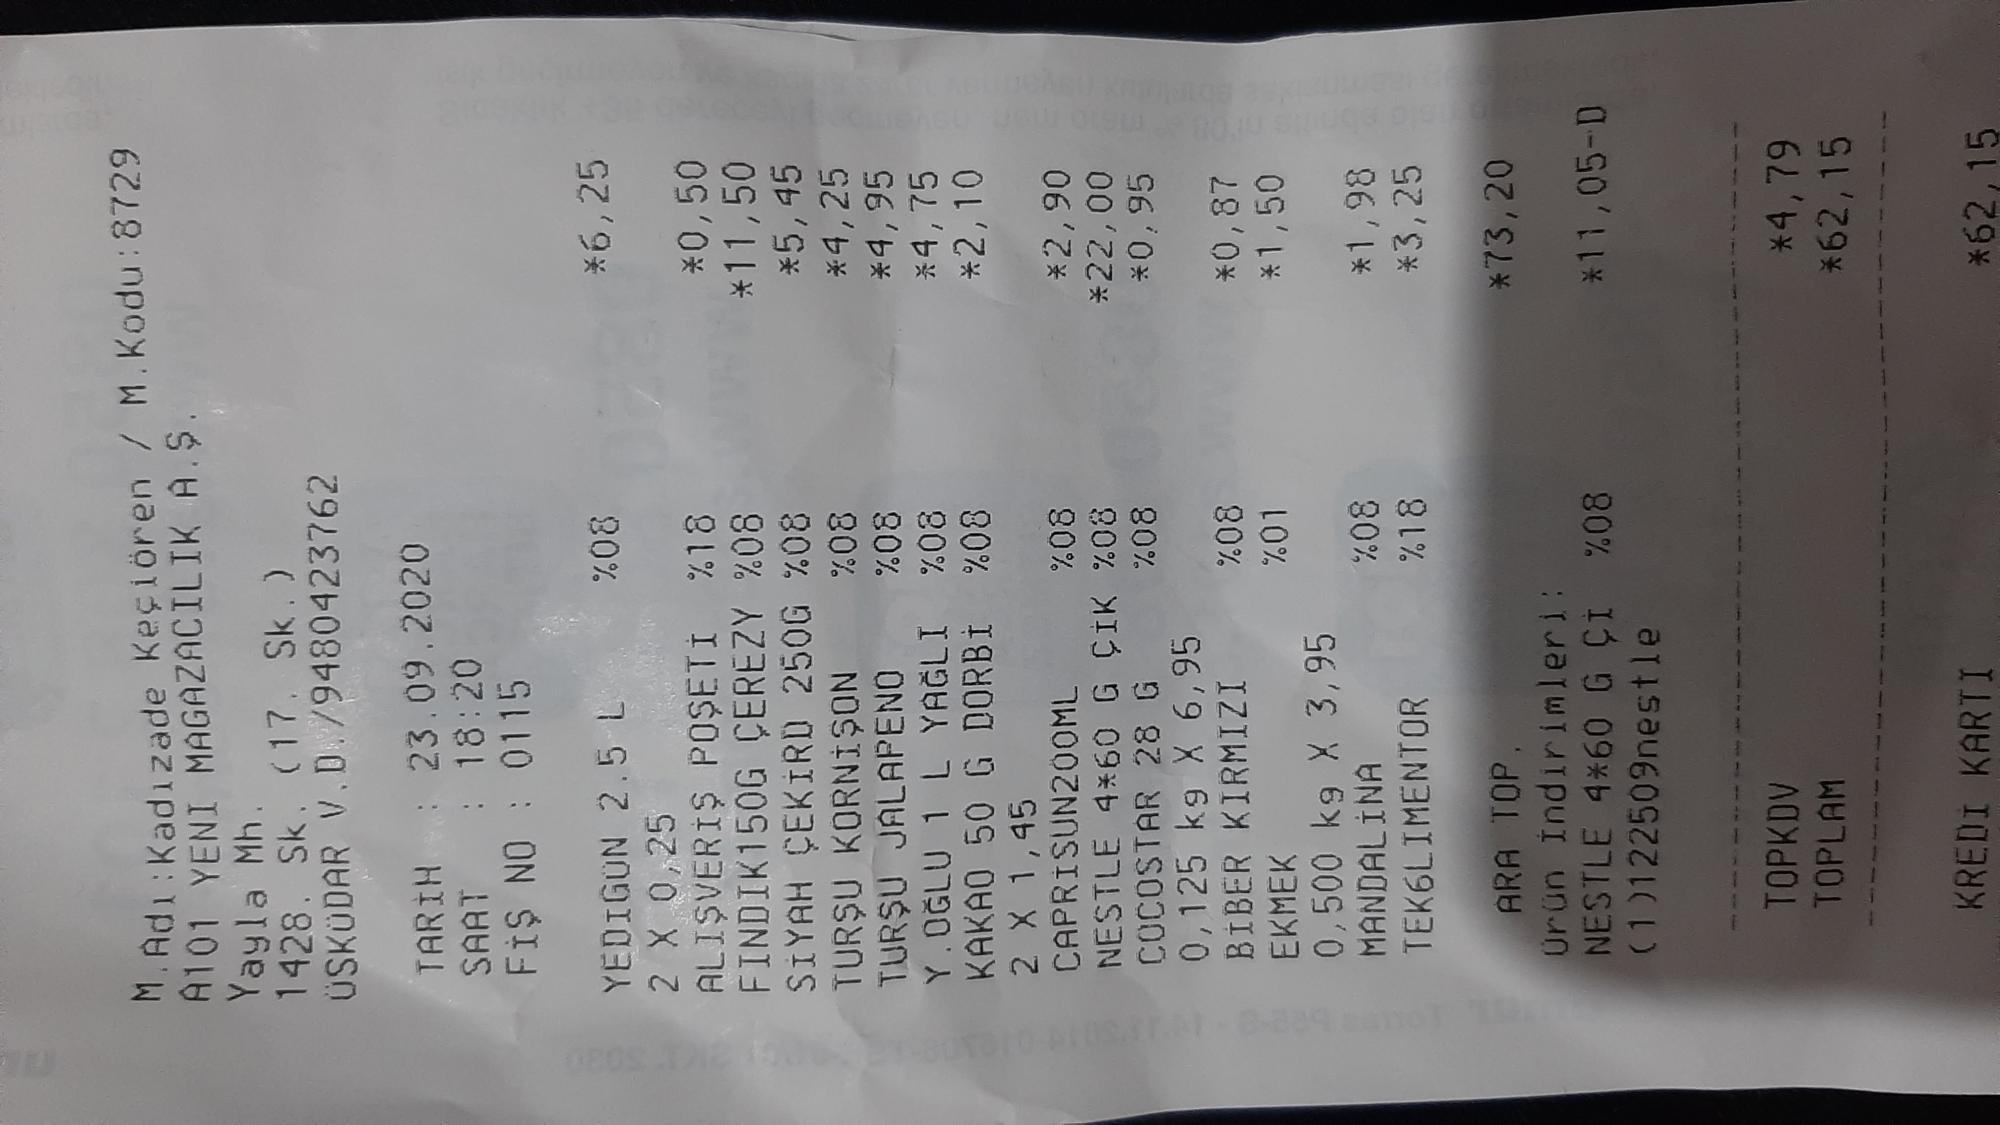 M.Adı:Kadızade Keçiören / M.Kodu:8729
A101 YENİ MAGAZACILIK A.Ş.
Yayla Mh.
1428. Sk. (17. Sk.)
ÜSKÜDAR V.D./9480423762
TARİH : 23.09.2020
SAAT : 18:20
FİŞ NO : 0115
YEDIGÜN 2.5 L %08 *6,25
2 X 0,25
ALIŞVERİŞ POŞETİ %18 *0,50
FINDIK150G ÇEREZY %08 *11,50
SİYAH ÇEKİRD 250G %08 *5,45
TURŞU KORNİŞON %08 *4,25
TURŞU JALAPENO %08 *4,95
Y.OĞLU 1 L YAĞLI %08 *4,75
KAKAO 50 G DORBİ %08 *2,10
2 X 1,45
CAPRİSUN200ML %08 *2,90
NESTLE 4*60 G ÇİK %08 *22,00
COCOSTAR 28 G %08 *0,95
0,125 kg X 6,95
BİBER KIRMIZI %08 *0,87
EKMEK %01 *1,50
0,500 kg X 3,95
MANDALİNA %08 *1,98
TEK6LIMENTOR %18 *3,25
ARA TOP. *73,20
Ürün İndirimleri:
NESTLE 4*60 G Çİ %08 *11,05-D
(1)122509nestle
TOPKDV *4,79
TOPLAM *62,15
KREDI KARTI *62,15